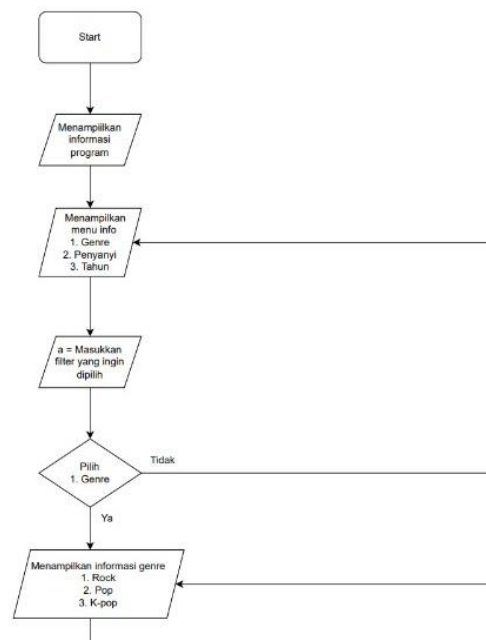 Start
Menampiilkan
informasi
program
Menampilkan
menu info
1. Genre
2. Penyanyi
3. Tahun
a = Masukkan
filter yang ingin
dipilih
Pilih
1. Genre
Tidak
Ya
Menampilkan informasi genre
1. Rock
2. Pop
3. K-pop